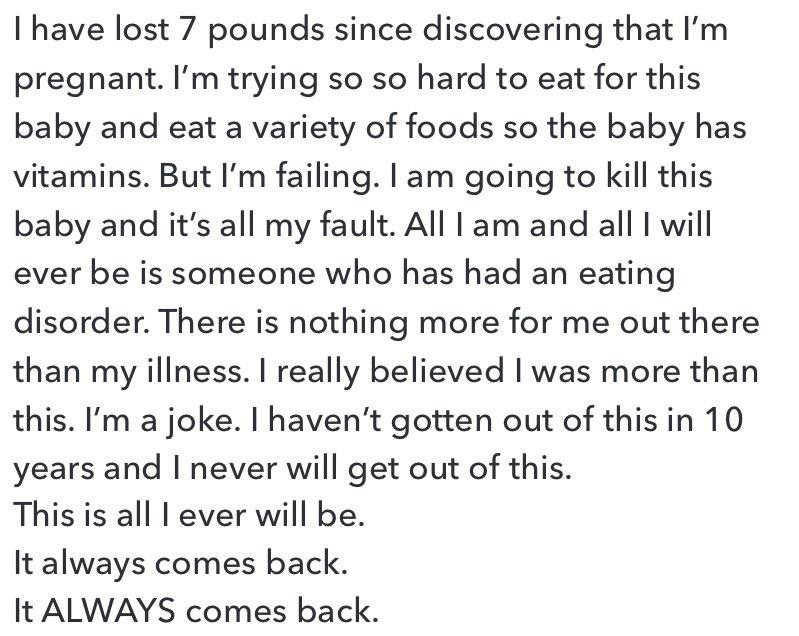 I have lost 7 pounds since discovering that I'm
pregnant. I'm trying so so hard to eat for this
baby and eat a variety of foods so the baby has
vitamins. But I'm failing. I am going to kill this
baby and it's all my fault. All I am and all I will
ever be is someone who has had an eating
disorder. There is nothing more for me out there
than my illness. I really believed I was more than
this. I'm a joke. I haven't gotten out of this in 10
years and I never will get out of this.
This is all I ever will be.
It always comes back.
It ALWAYS comes back.